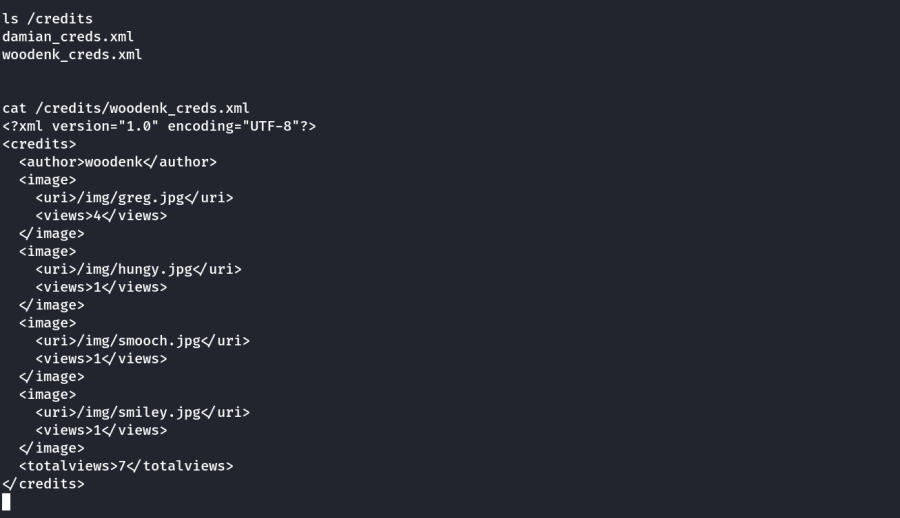 ls /credits
damian_creds.xml
woodenk_creds.xml
cat /credits/woodenk_creds.xml
<?xml version="1.0" encoding="UTF-8"?>
<credits>
  <author>woodenk</author>
  <image>
    <uri>/img/greg.jpg</uri>
    <views>4</views>
  </image>
  <image>
    <uri>/img/hungy.jpg</uri>
    <views>1</views>
  </image>
  <image>
    <uri>/img/smooch.jpg</uri>
    <views>1</views>
  </image>
  <image>
    <uri>/img/smiley.jpg</uri>
    <views>1</views>
  </image>
  <totalviews>7</totalviews>
</credits>